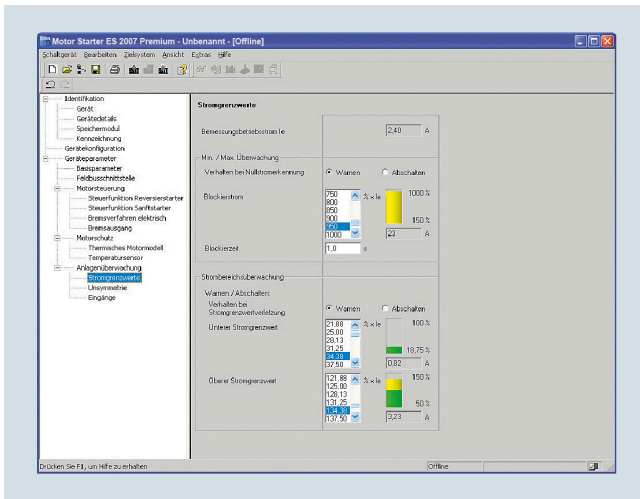 Motor Starter ES 2007 Premium - Unbenannt - [Offline]
Schaltgerät Bearbeiten Zielsystem Ansicht Extras Hilfe
Identifikation
Gerät
Gerätedetails
Speichermodul
Kennzeichnung
Gerätekonfiguration
Geräteparameter
Basisparameter
Feldbusschnittstelle
Motorsteuerung
Steuerfunktion Reversierstarter
Steuerfunktion Sanftstarter
Bremsverfahren elektrisch
Bremsausgang
Motorschutz
Thermisches Motormodell
Temperatursensor
Anlagenüberwachung
Stromgrenzwerte
Unsymmetrie
Eingänge
Stromgrenzwerte
Bemessungsbetriebsstrom Ie 2,40 A
Min. / Max. Überwachung
Verhalten bei Nullstromerkennung Warnen Abschalten
Blockierstrom
750
800
850
900
950
1000
% x Ie
1000 %
150 %
23 A
Blockierzeit 1,0 s
Strombereichsüberwachung
Warnen / Abschalten:
Verhalten bei
Stromgrenzwertverletzung Warnen Abschalten
Unterer Stromgrenzwert
21,88
25,00
28,13
31,25
34,38
37,50
% x Ie
100 %
18,75 %
0,82 A
Oberer Stromgrenzwert
121,88
125,00
128,13
131,25
134,38
137,50
% x Ie
150 %
50 %
3,23 A
Drücken Sie F1, um Hilfe zu erhalten
Offline